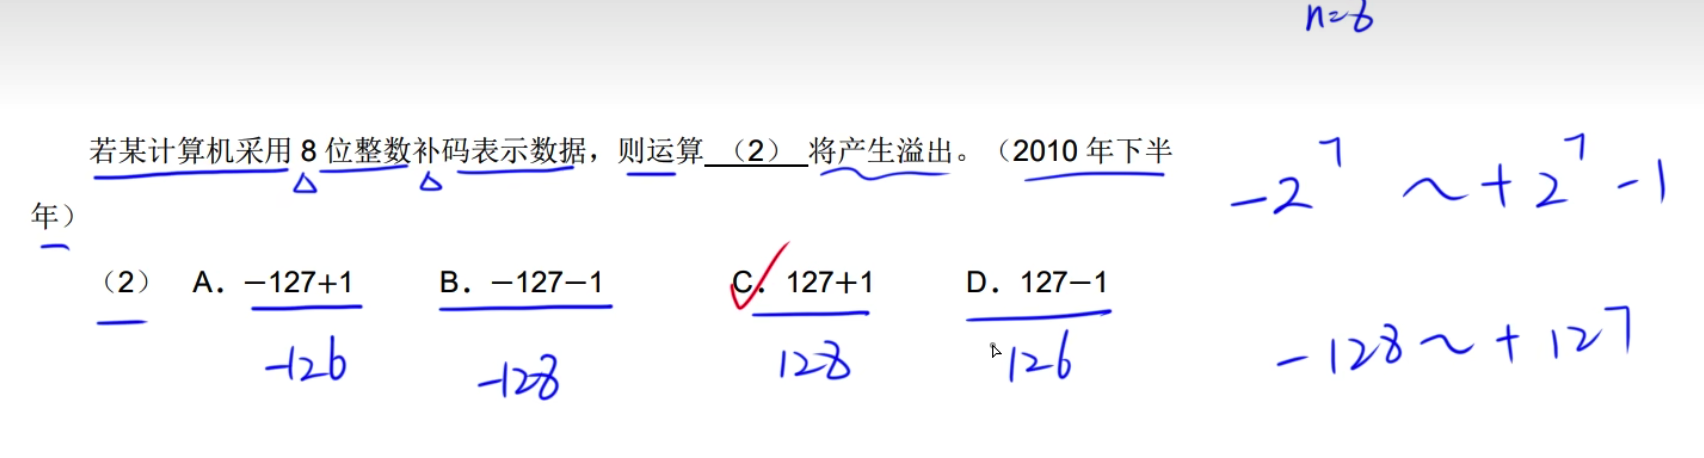 n=8
若某计算机采用 8 位整数补码表示数据，则运算 （2） 将产生溢出。（2010 年下半
年）
-2^7 ~ +2^7 -1
（2） A．−127+1 B．−127−1 C．127+1 D．127−1
-126 -128 128 126
-128 ~ +127